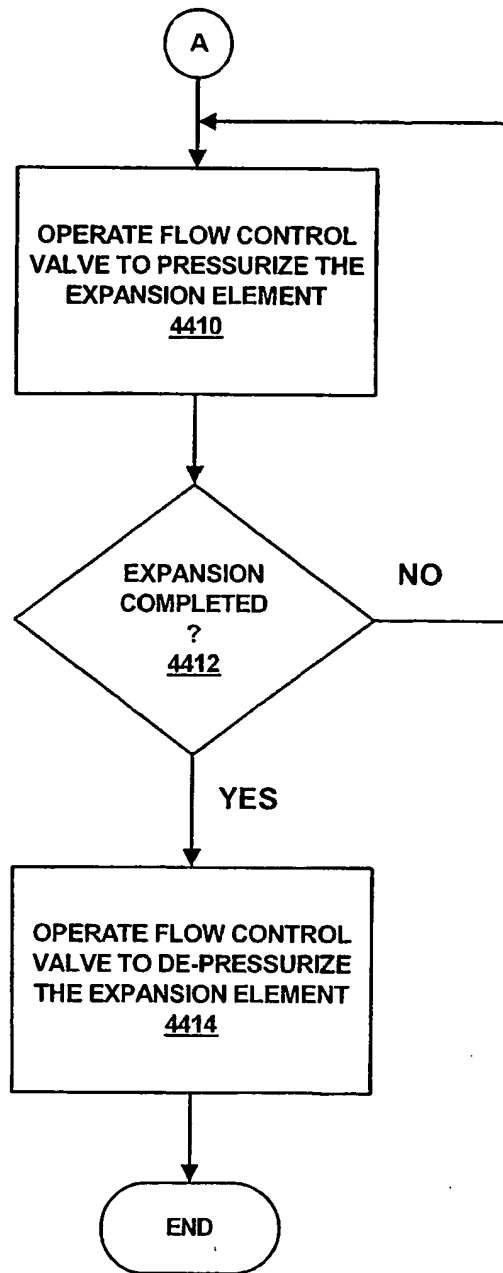 A
OPERATE FLOW CONTROL
VALVE TO PRESSURIZE THE
EXPANSION ELEMENT
4410
EXPANSION
COMPLETED
?
4412
NO
YES
OPERATE FLOW CONTROL
VALVE TO DE-PRESSURIZE
THE EXPANSION ELEMENT
4414
END